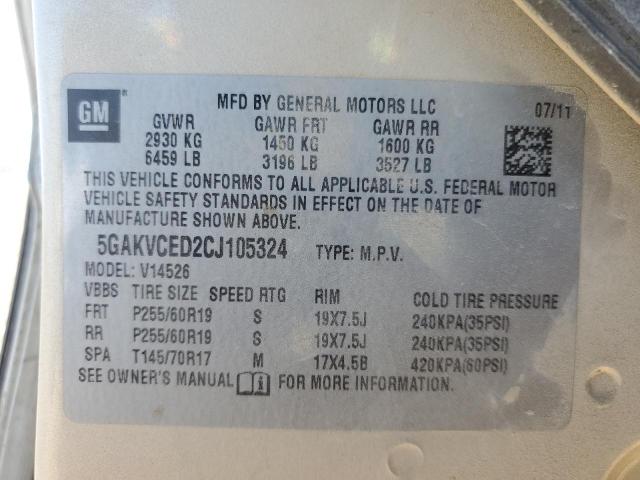 GM ®
MFD BY GENERAL MOTORS LLC 07/11
GVWR GAWR FRT GAWR RR
2930 KG 1450 KG 1600 KG
6459 LB 3196 LB 3527 LB
THIS VEHICLE CONFORMS TO ALL APPLICABLE U.S. FEDERAL MOTOR
VEHICLE SAFETY STANDARDS IN EFFECT ON THE DATE OF
MANUFACTURE SHOWN ABOVE.
5GAKVCED2CJ105324 TYPE: M.P.V.
MODEL: V14526
VBBS TIRE SIZE SPEED RTG RIM COLD TIRE PRESSURE
FRT P255/60R19 S 19X7.5J 240KPA(35PSI)
RR P255/60R19 S 19X7.5J 240KPA(35PSI)
SPA T145/70R17 M 17X4.5B 420KPA(60PSI)
SEE OWNER'S MANUAL FOR MORE INFORMATION.